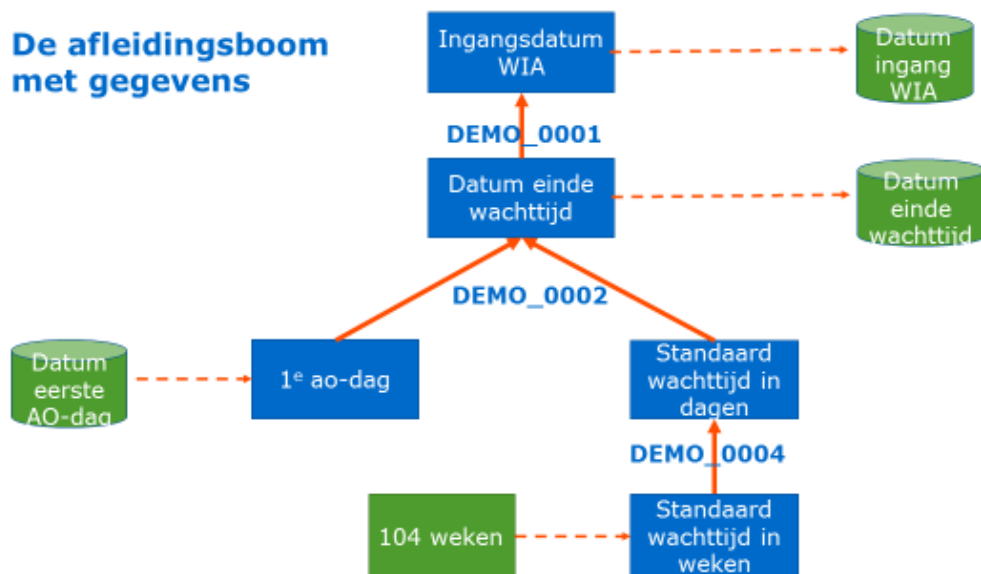 De afleidingsboom
met gegevens
Ingangsdatum
WIA
Datum
ingang
WIA
DEMO_0001
Datum einde
wachttijd
Datum
einde
wachttijd
DEMO_0002
Datum
eerste
AO-dag
1e ao-dag
Standaard
wachttijd in
dagen
DEMO_0004
104 weken
Standaard
wachttijd in
weken